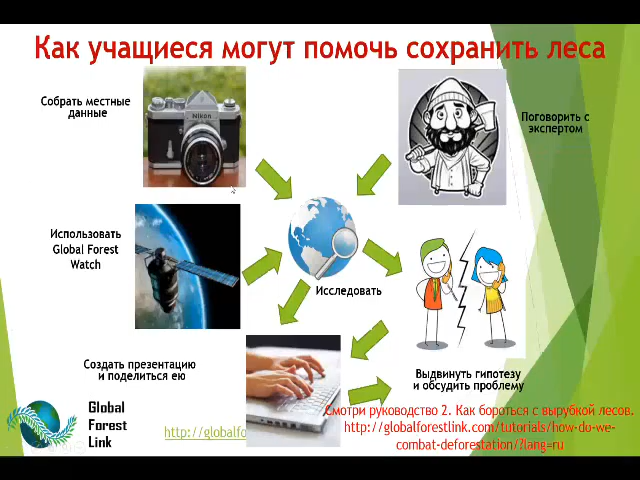 Как учащиеся могут помочь сохранить леса
Собрать местные
данные
Nikon
Поговорить с
экспертом
Использовать
Global Forest
Watch
Исследовать
Создать презентацию
и поделиться ею
Выдвинуть гипотезу
и обсудить проблему
Global
Forest
Link
http://globalfo
Смотри руководство 2. Как бороться с вырубкой лесов.
http://globalforestlink.com/tutorials/how-do-we-
combat-deforestation/?lang=ru